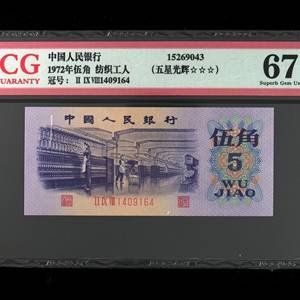 CG
GUARANTY
中国人民银行
1972年伍角 纺织工人
冠号: II IX VIII1409164
15269043
(五星光辉☆☆☆)
67
Superb Gem Un
中国人民银行
伍角
5
WU
JIAO
II IX VIII 1409164